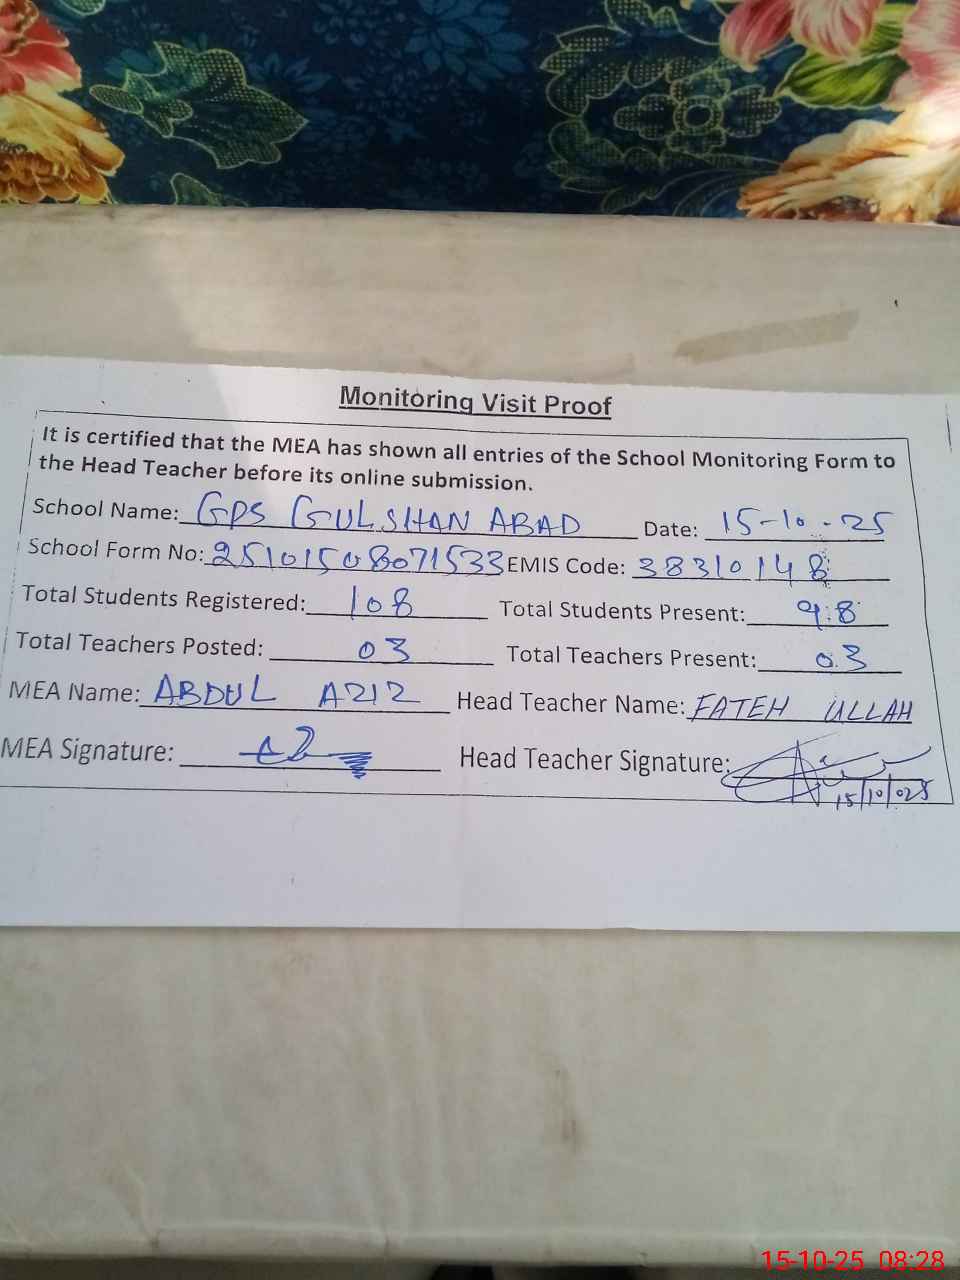 Monitoring Visit Proof
It is certified that the MEA has shown all entries of the School Monitoring Form to
the Head Teacher before its online submission.
School Name: GPS GULSHAN ABAD Date: 15-10-25
School Form No: 25101508071533 EMIS Code: 38310148
Total Students Registered: 108 Total Students Present: 98
Total Teachers Posted: 03 Total Teachers Present: 03
MEA Name: ABDUL AZIZ Head Teacher Name: FATEH ULLAH
MEA Signature: Head Teacher Signature:
15/10/025
15-10-25 08:28